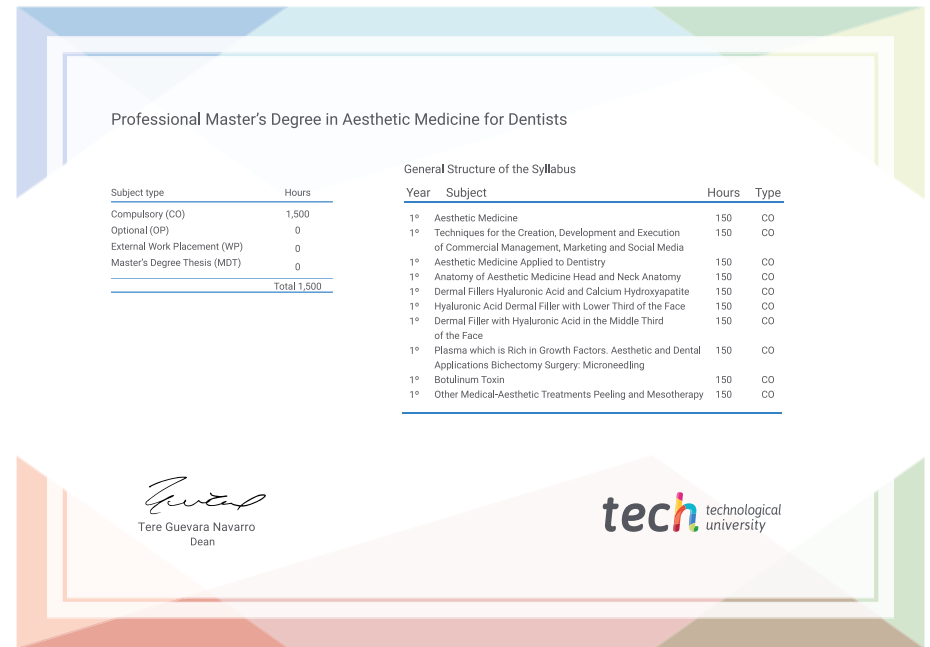 Professional Master's Degree in Aesthetic Medicine for Dentists
Subject type Hours
Compulsory (CO) 1,500
Optional (OP) 0
External Work Placement (WP) 0
Master's Degree Thesis (MDT) 0
Total 1,500
General Structure of the Syllabus
Year Subject Hours Type
1º Aesthetic Medicine 150 CO
1º Techniques for the Creation, Development and Execution 150 CO
of Commercial Management, Marketing and Social Media
1º Aesthetic Medicine Applied to Dentistry 150 CO
1º Anatomy of Aesthetic Medicine Head and Neck Anatomy 150 CO
1º Dermal Fillers Hyaluronic Acid and Calcium Hydroxyapatite 150 CO
1º Hyaluronic Acid Dermal Filler with Lower Third of the Face 150 CO
1º Dermal Filler with Hyaluronic Acid in the Middle Third 150 CO
of the Face
1º Plasma which is Rich in Growth Factors. Aesthetic and Dental 150 CO
Applications Bichectomy Surgery: Microneedling
1º Botulinum Toxin 150 CO
1º Other Medical-Aesthetic Treatments Peeling and Mesotherapy 150 CO
Tere Guevara Navarro
Dean
tech technological
university